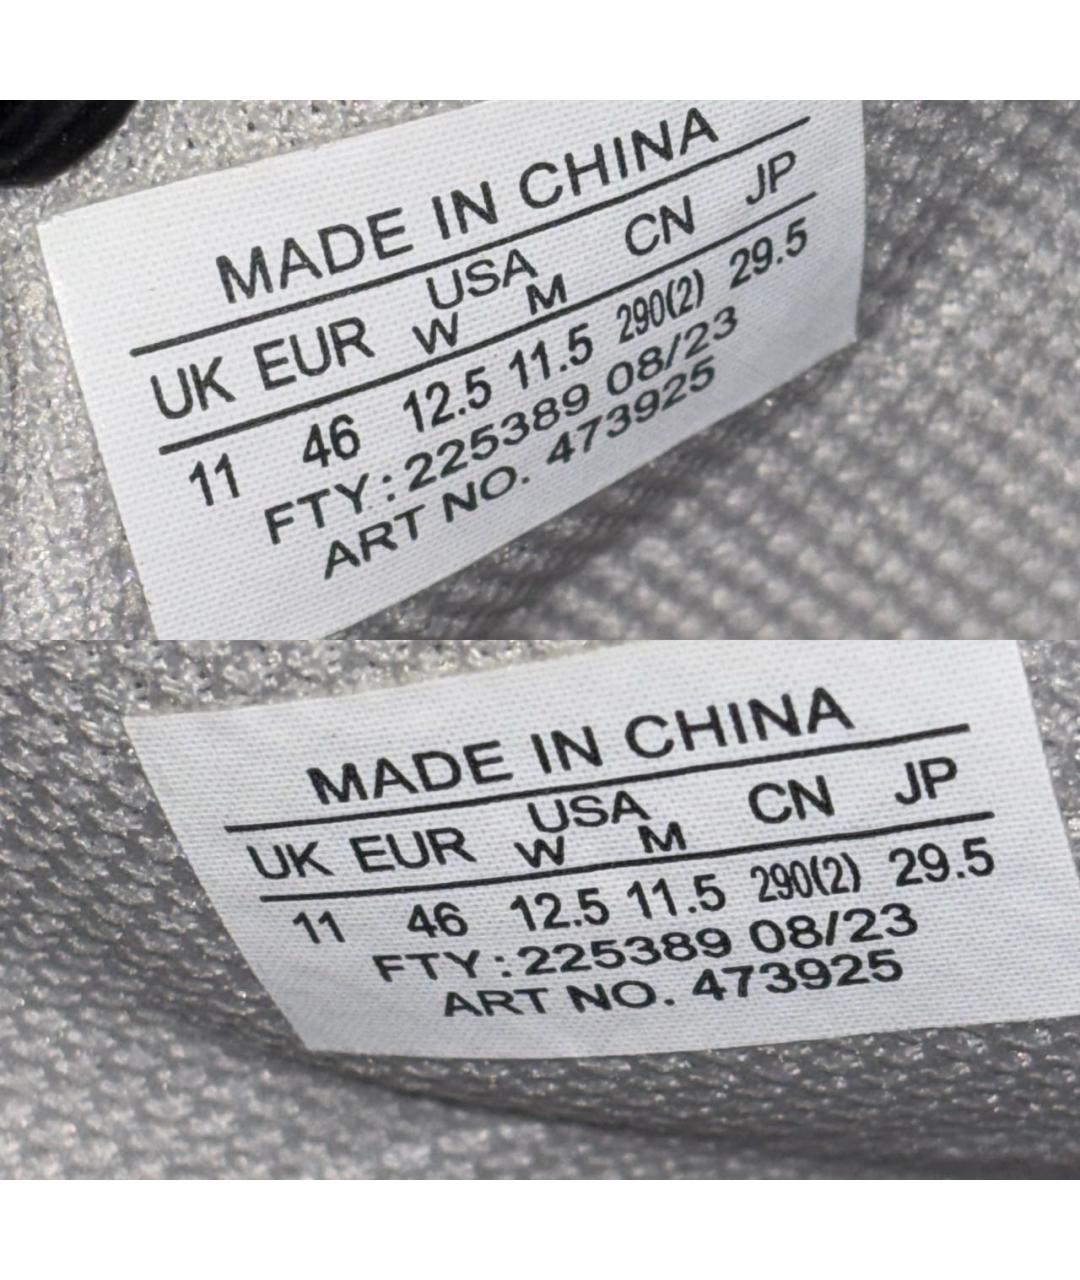 MADE IN CHINA
USA CN JP
UK EUR W M
11 46 12.5 11.5 290(2) 29.5
FTY:225389 08/23
ART NO. 473925
MADE IN CHINA
USA CN JP
UK EUR W M
11 46 12.5 11.5 290(2) 29.5
FTY:225389 08/23
ART NO. 473925